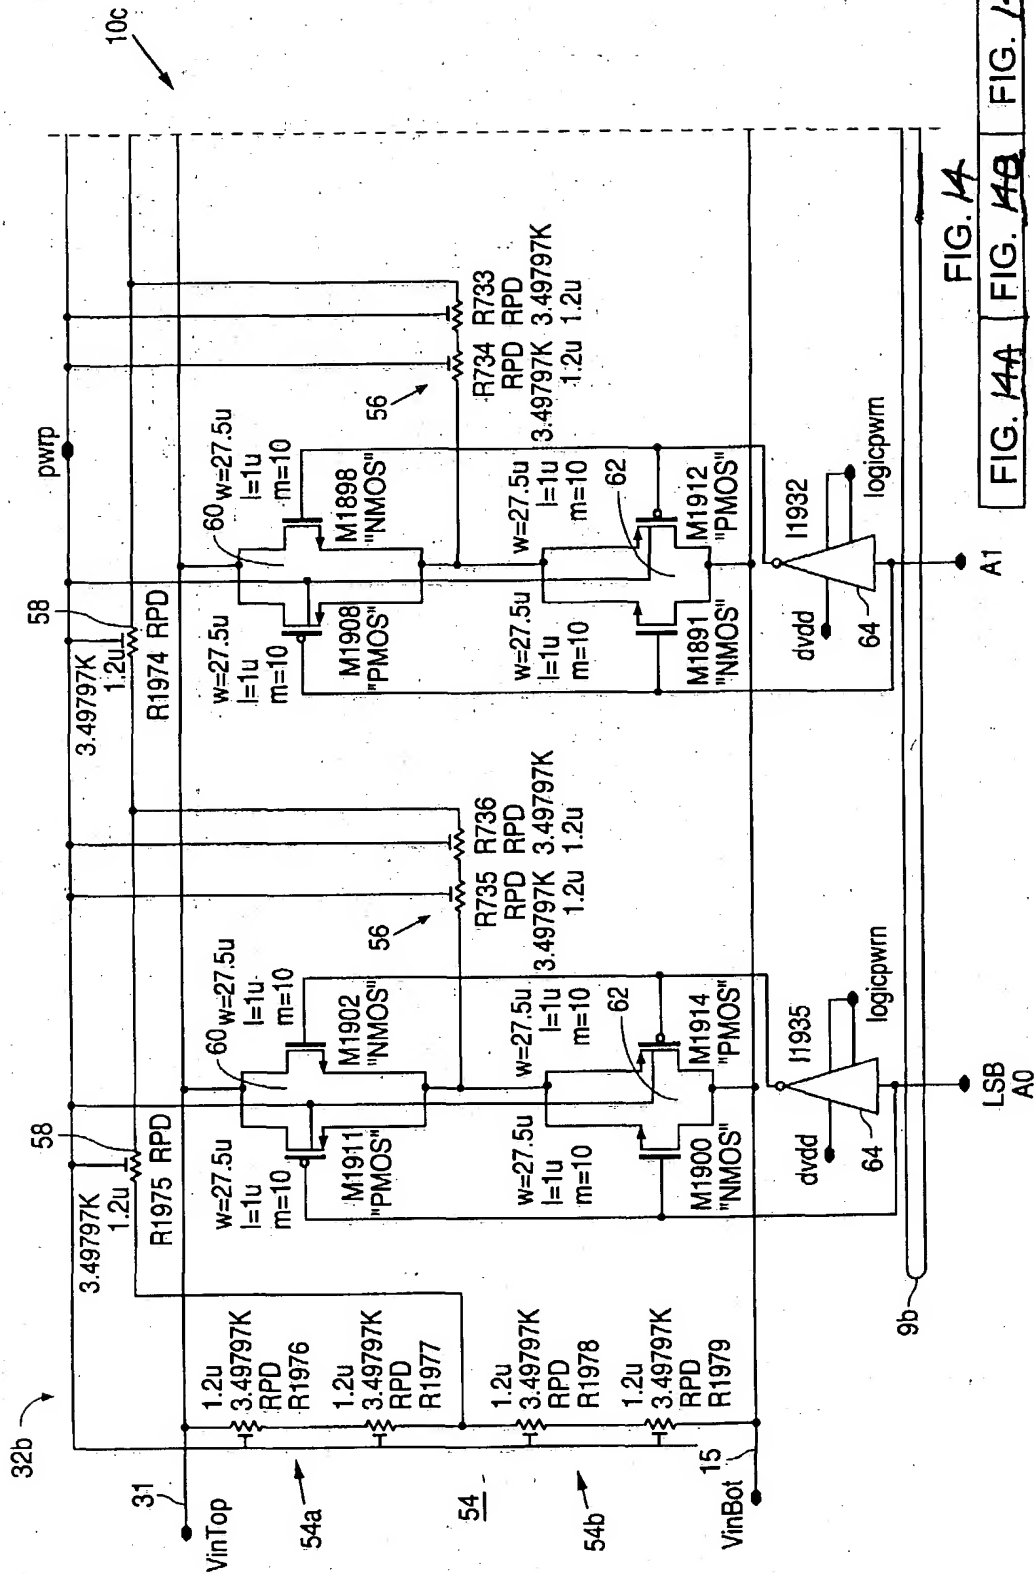 10c
32b
31
VinTop
54a
54
54b
15
VinBot
1.2u
3.49797K
RPD
R1976
1.2u
3.49797K
RPD
R1977
1.2u
3.49797K
RPD
R1978
1.2u
3.49797K
RPD
R1979
3.49797K
1.2u
R1975 RPD
58
60
w=27.5u
l=1u
m=10
M1911
"PMOS"
w=27.5u
l=1u
m=10
M1902
"NMOS"
w=27.5u
l=1u
m=10
M1900
"NMOS"
w=27.5u
l=1u
m=10
62
M1914
"PMOS"
56
R735 R736
RPD RPD
3.49797K 3.49797K
1.2u 1.2u
dvdd
I1935
64
logicpwrn
LSB
A0
9b
pwrp
3.49797K
1.2u
R1974 RPD
58
60
w=27.5u
l=1u
m=10
M1908
"PMOS"
w=27.5u
l=1u
m=10
M1898
"NMOS"
w=27.5u
l=1u
m=10
M1891
"NMOS"
w=27.5u
l=1u
m=10
62
M1912
"PMOS"
56
R734 R733
RPD RPD
3.49797K 3.49797K
1.2u 1.2u
dvdd
I1932
64
logicpwrn
A1
FIG. 14
FIG. 14A FIG. 14B FIG.